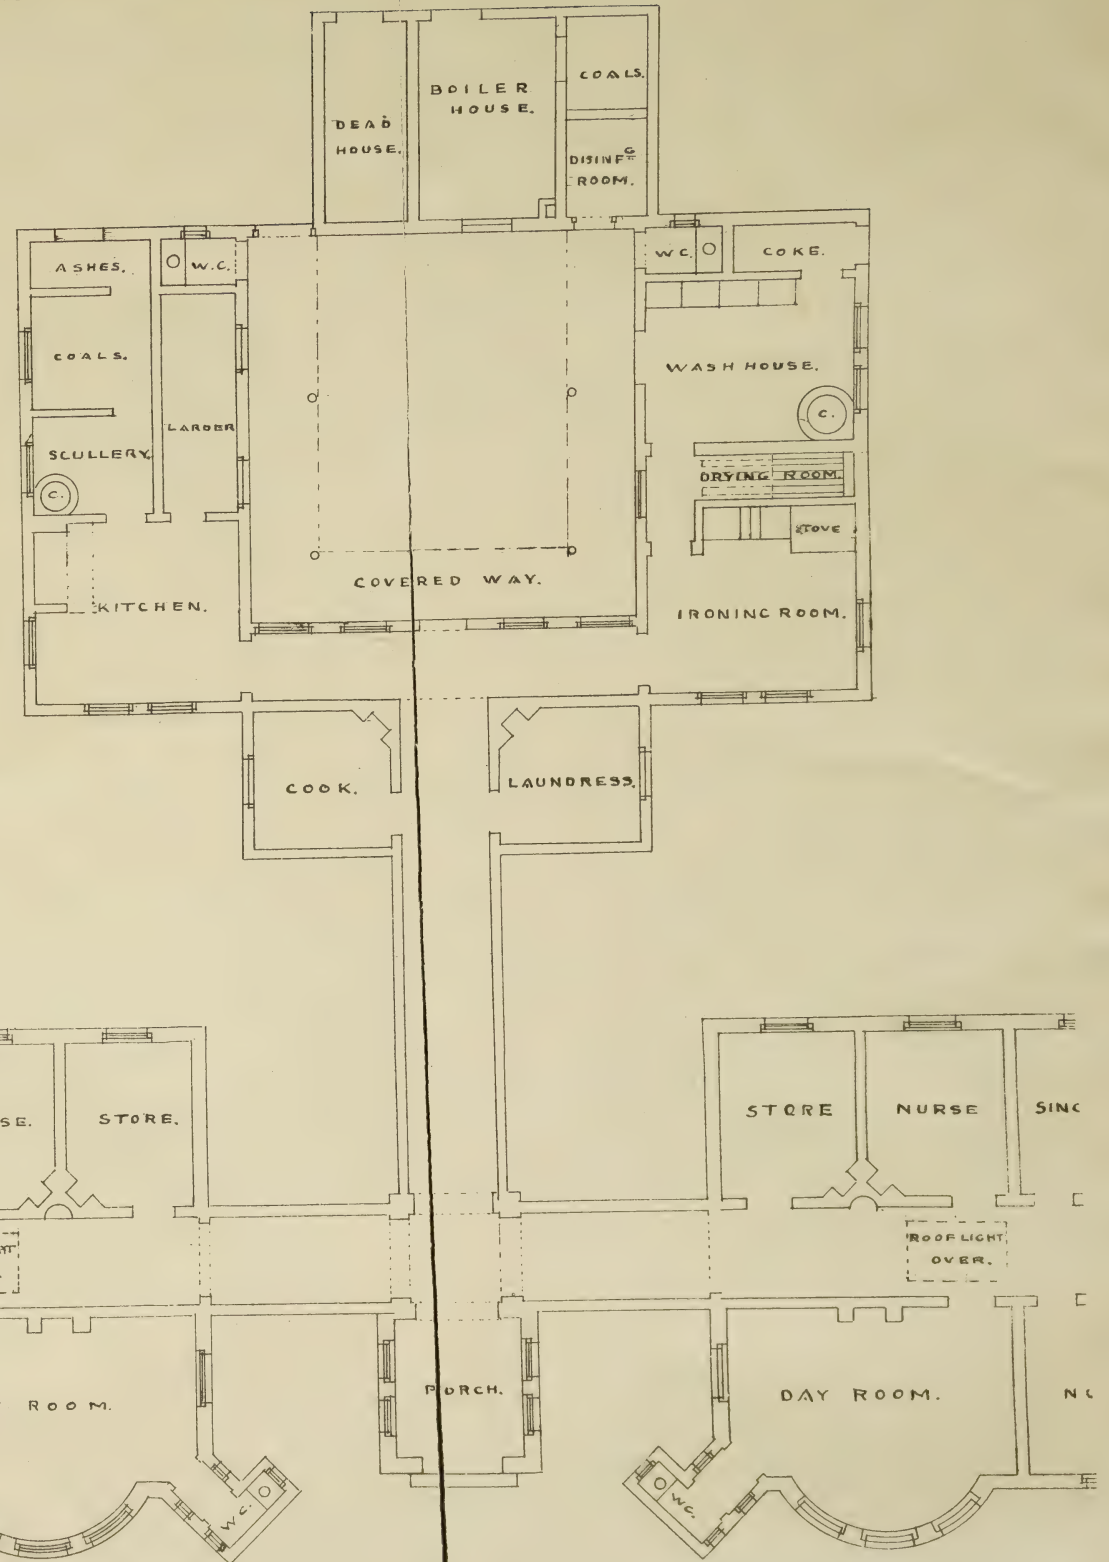 DEAD
HOUSE.
BOILER
HOUSE.
COALS.
DISINFG
ROOM.
ASHES.
W.C.
COALS.
LARDER
SCULLERY.
C.
KITCHEN.
COVERED WAY.
W C.
COKE.
WASH HOUSE.
C.
DRYING ROOM.
STOVE
IRONING ROOM.
COOK.
LAUNDRESS.
SE.
STORE.
STORE
NURSE
SING
ROOF LIGHT
OVER.
ROOM.
PORCH.
DAY ROOM.
W C.
W C.